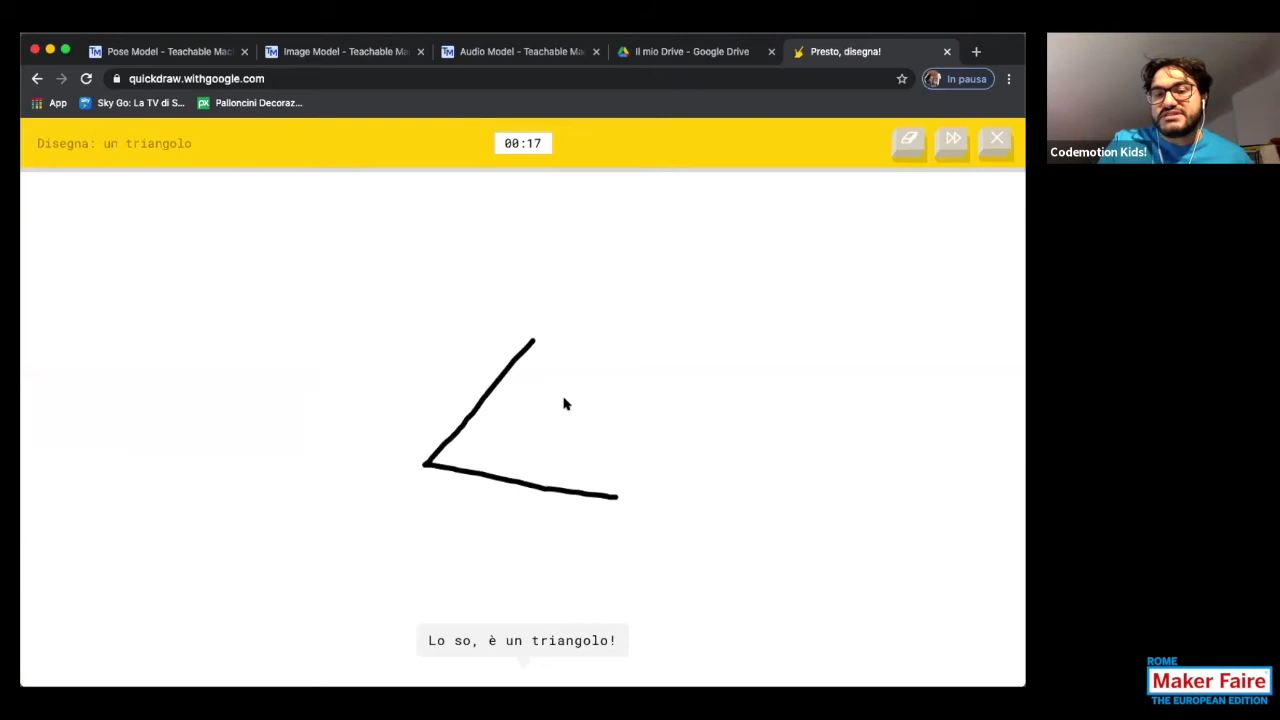 Pose Model - Teachable Mac
Image Model - Teachable Ma
Audio Model - Teachable Ma
Il mio Drive - Google Drive
Presto, disegna!
quickdraw.withgoogle.com
In pausa
App
Sky Go: La TV di S...
Palloncini Decoraz...
Disegna: un triangolo
00:17
Codemotion Kids!
Lo so, è un triangolo!
ROME
Maker Faire
THE EUROPEAN EDITION